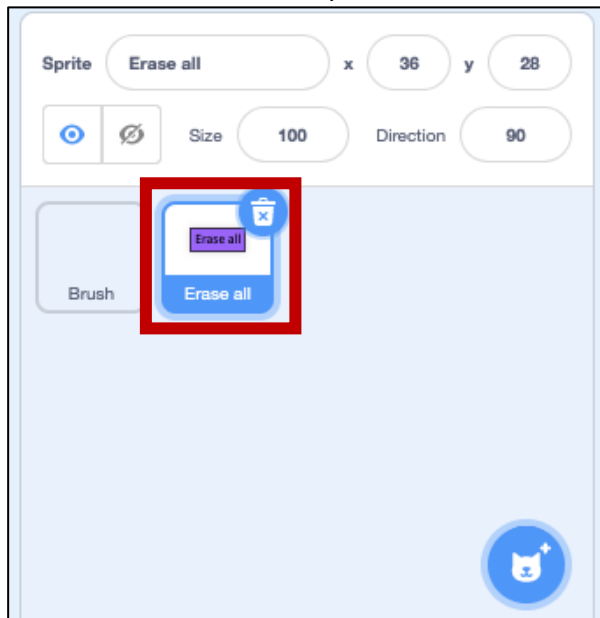 Sprite Erase all x 36 y 28
Size 100 Direction 90
Erase all
Brush Erase all